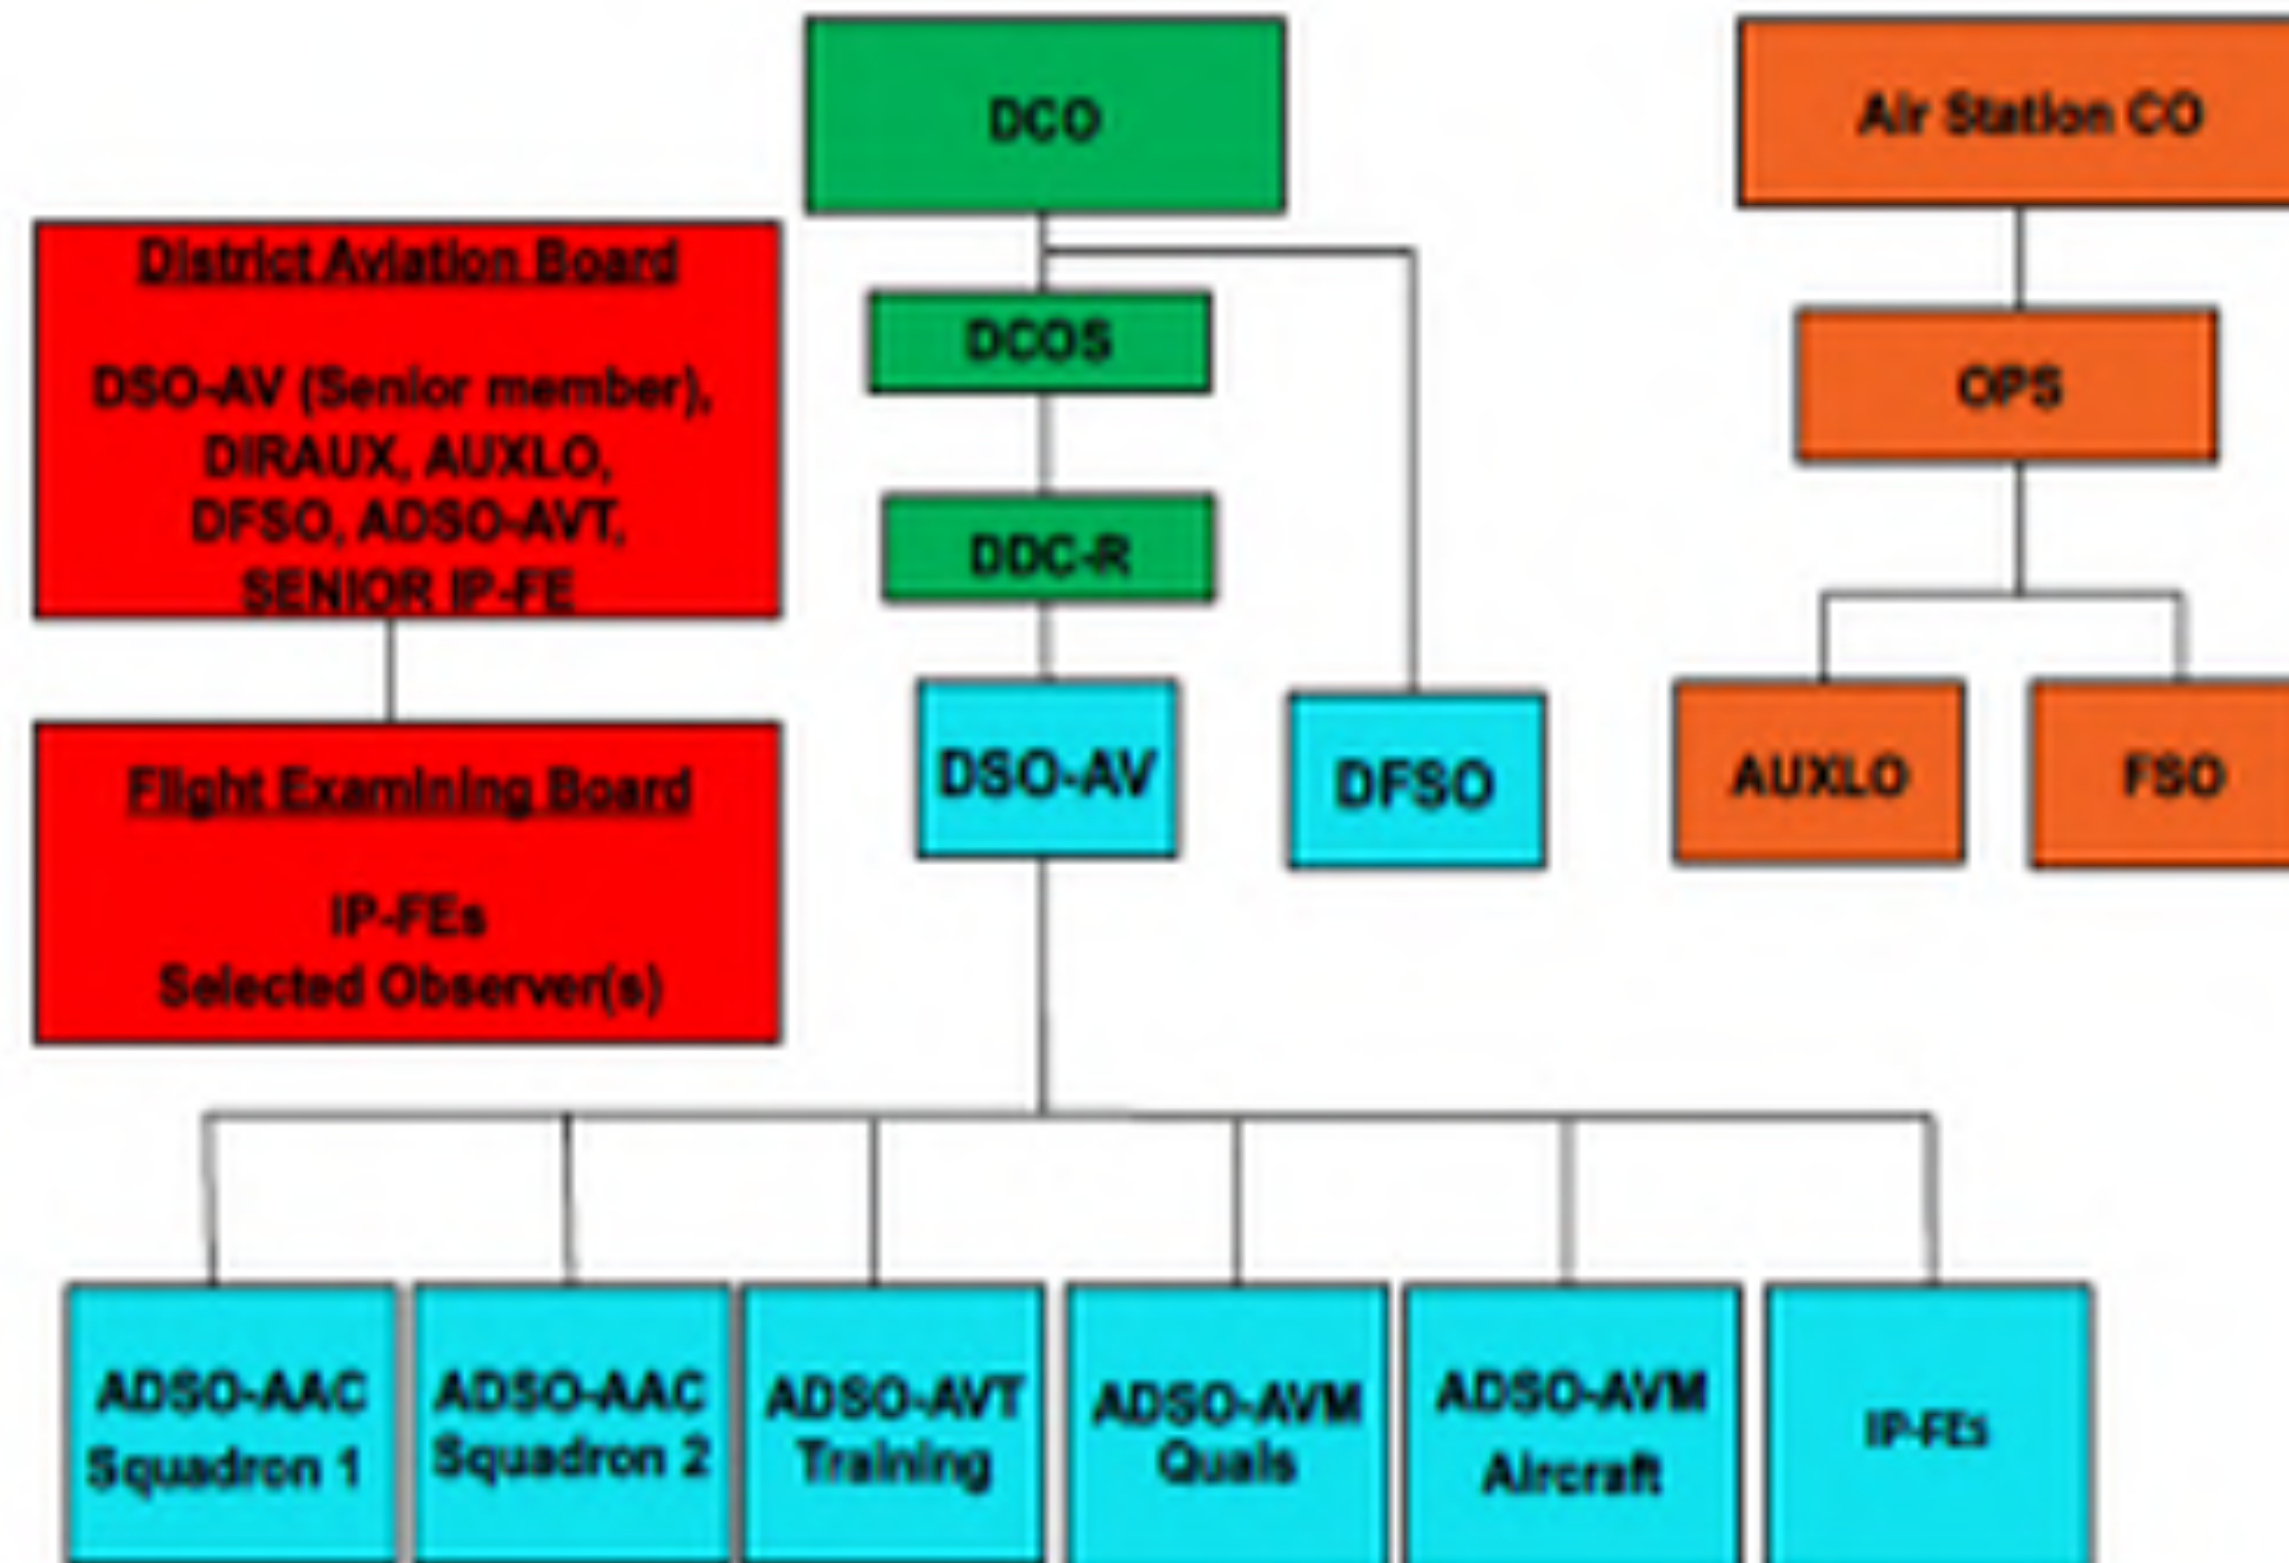 DCO
Air Station CO
District Aviation Board
DSO-AV (Senior member),
DIRAUX, AUXLO,
DFSO, ADSO-AVT,
SENIOR IP-FE
DCOS
OPS
DDC-R
Flight Examining Board
IP-FEs
Selected Observer(s)
DSO-AV
DFSO
AUXLO
FSO
ADSO-AAC
Squadron 1
ADSO-AAC
Squadron 2
ADSO-AVT
Training
ADSO-AVM
Quals
ADSO-AVM
Aircraft
IP-FEs